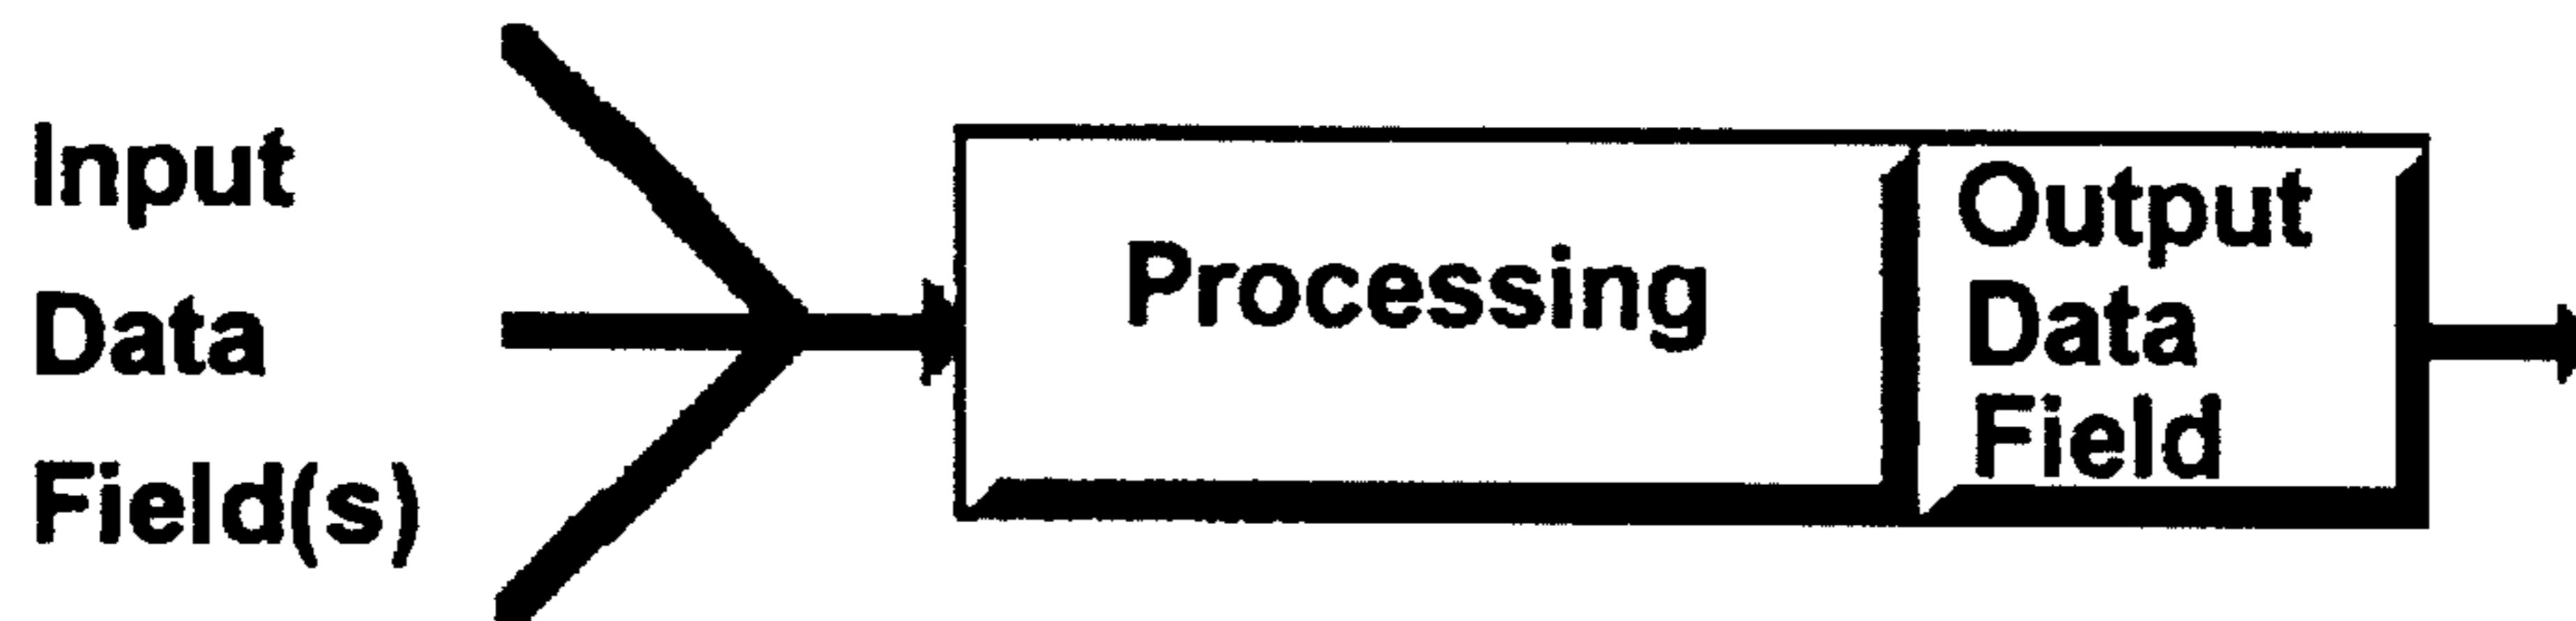 Input
Data
Field(s)
Processing
Output
Data
Field